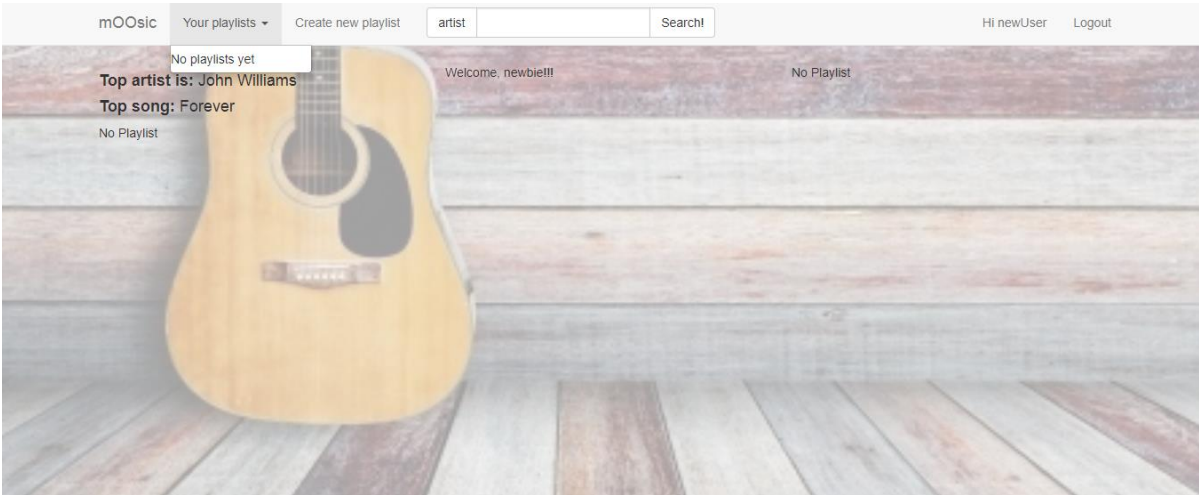 mOOsic Your playlists Create new playlist artist Search! Hi newUser Logout
No playlists yet
Top artist is: John Williams Welcome, newbie!!! No Playlist
Top song: Forever
No Playlist